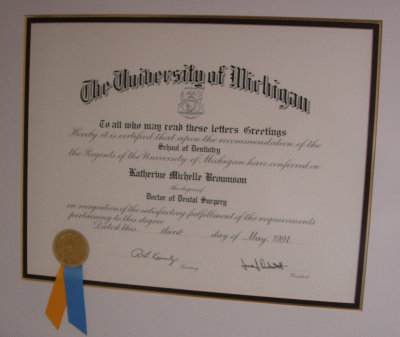 The University of Michigan
To all who may read these letters Greetings
Hereby it is certified that upon the recommendation of the
School of Dentistry
the Regents of the University of Michigan have conferred on
Katherine Michelle Brownson
the degree of
Doctor of Dental Surgery
in recognition of the satisfactory fulfillment of the requirements
pertaining to this degree
Dated this third day of May, 1991.
Secretary President